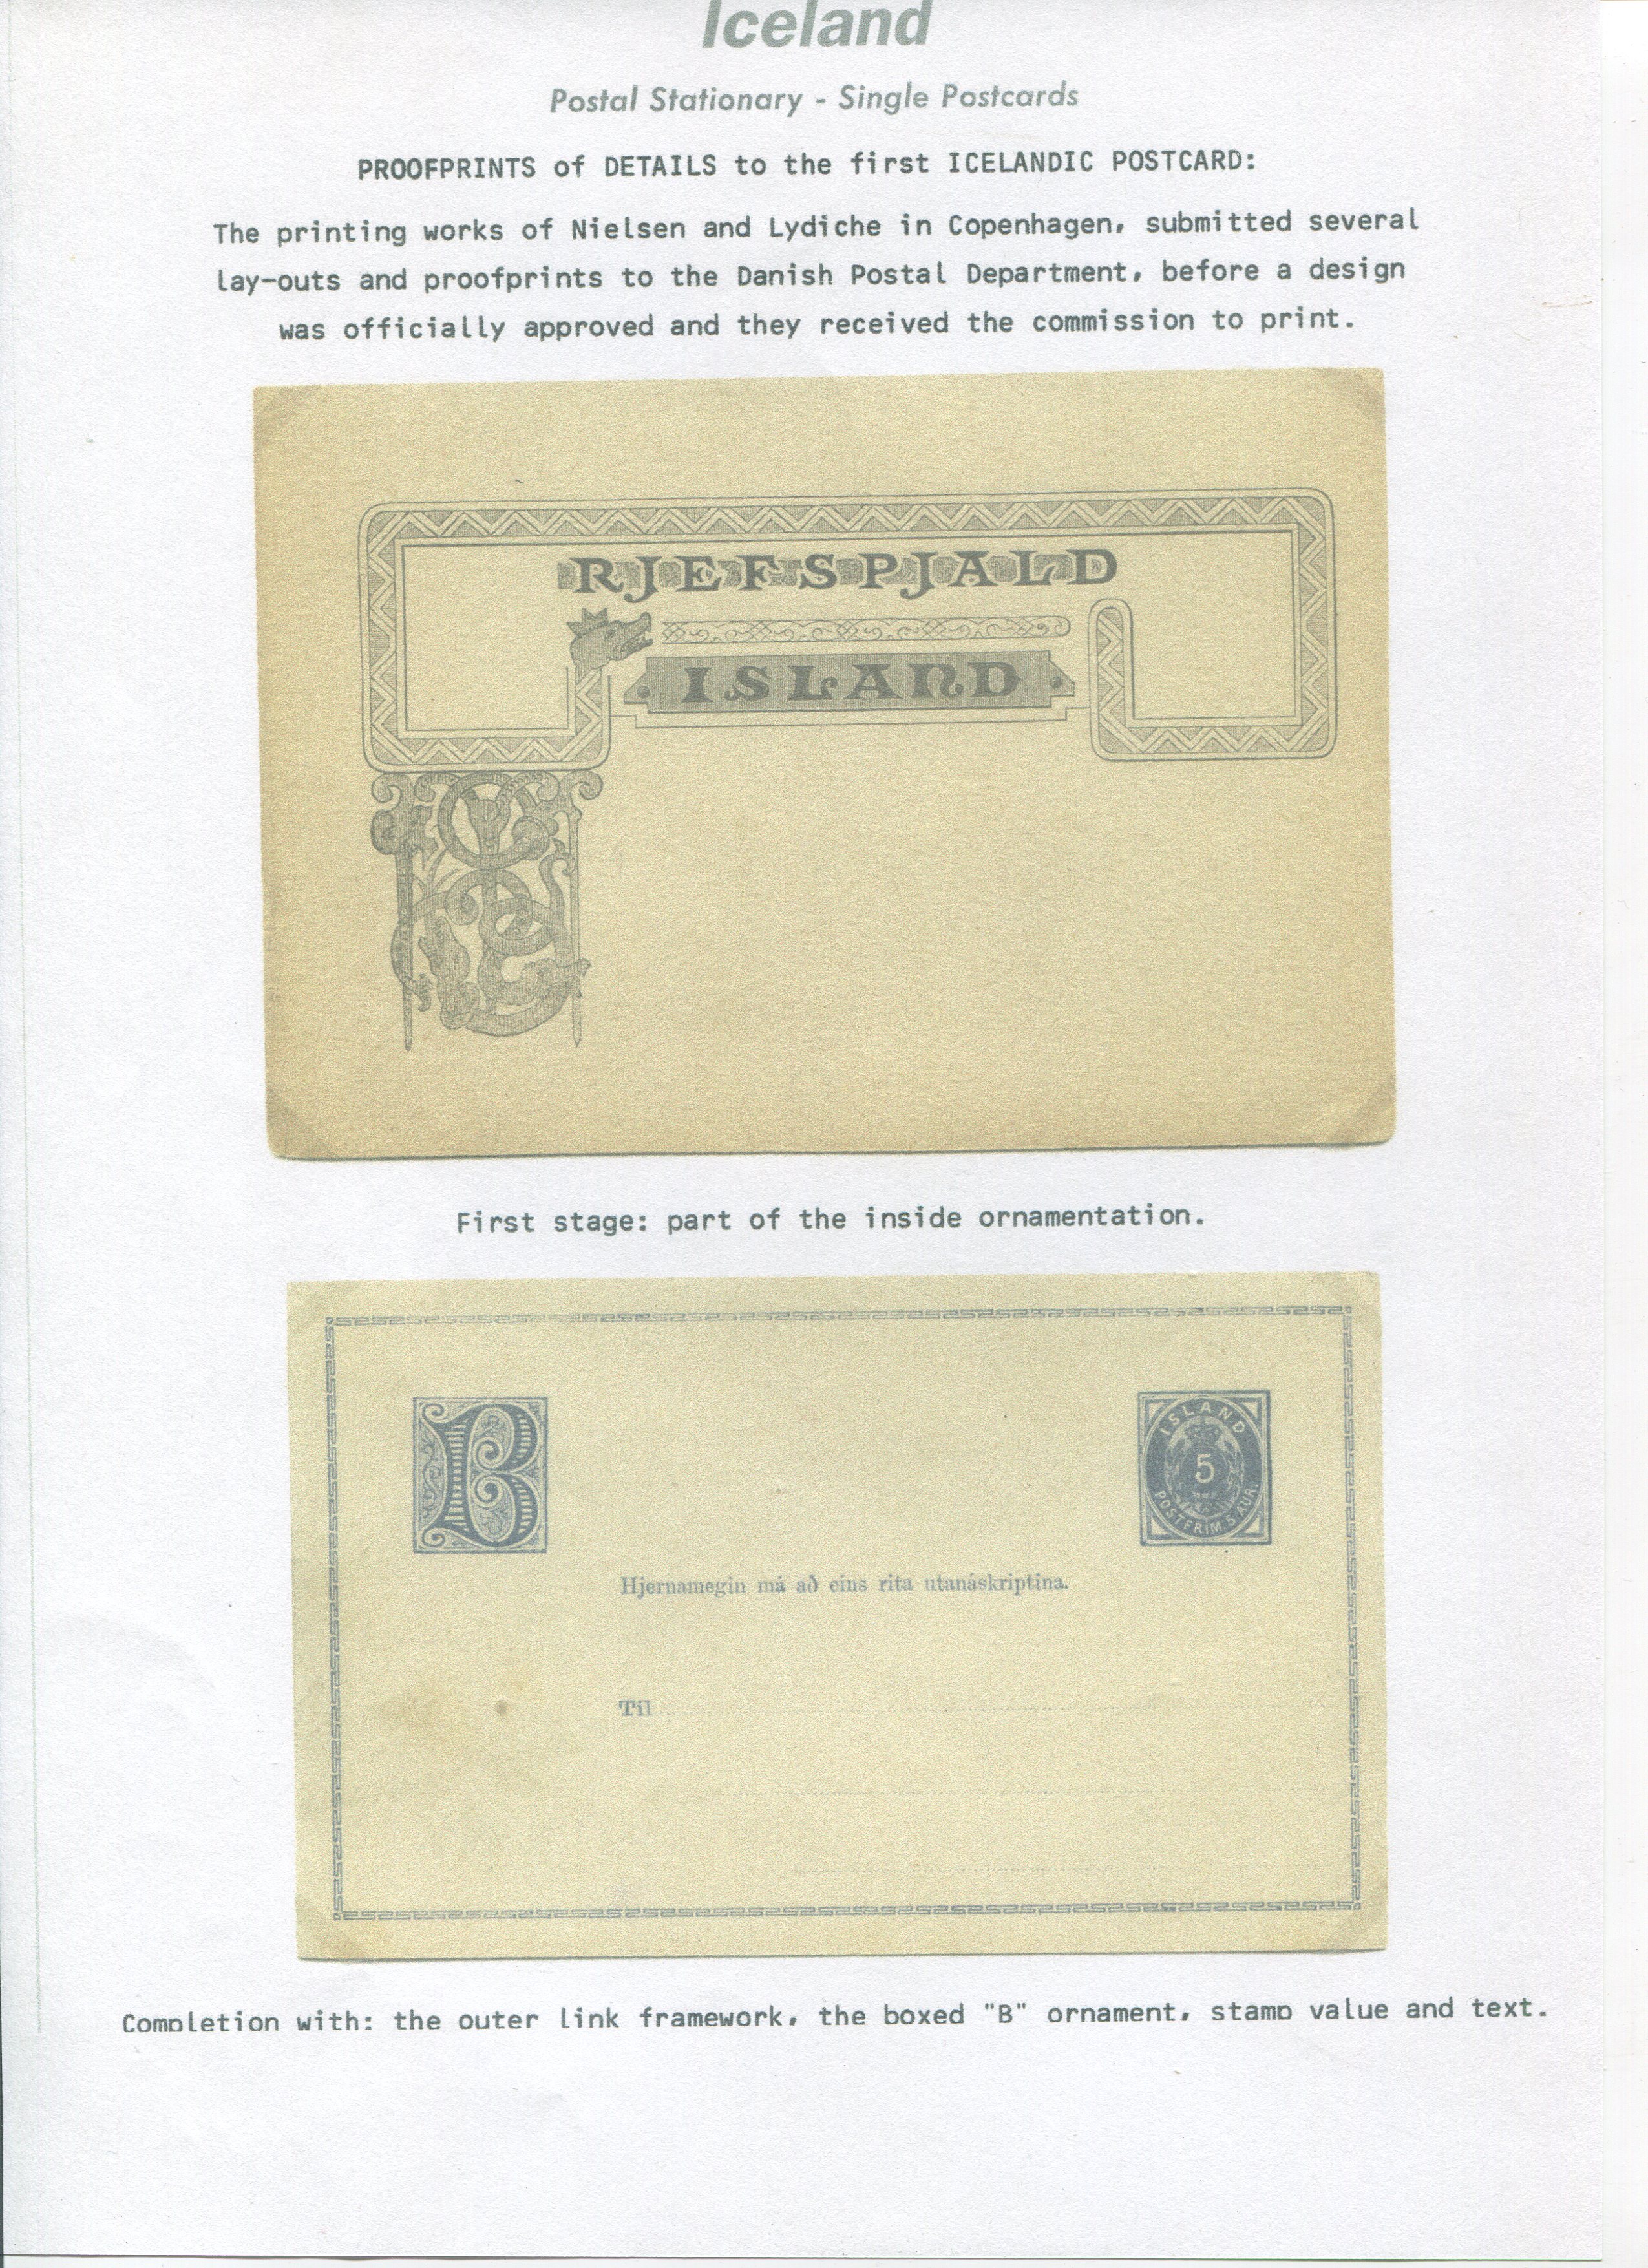 Iceland
Postal Stationary - Single Postcards
PROOFPRINTS of DETAILS to the first ICELANDIC POSTCARD:
The printing works of Nielsen and Lydiche in Copenhagen, submitted several
lay-outs and proofprints to the Danish Postal Department, before a design
was officially approved and they received the commission to print.
RJEFSPJALD
ISLAND
First stage: part of the inside ornamentation.
B
ISLAND
5
POSTFRIM. 5 AUR.
Hjernamegin má að eins rita utanáskriptina.
Til
Completion with: the outer link framework, the boxed "B" ornament, stamp value and text.